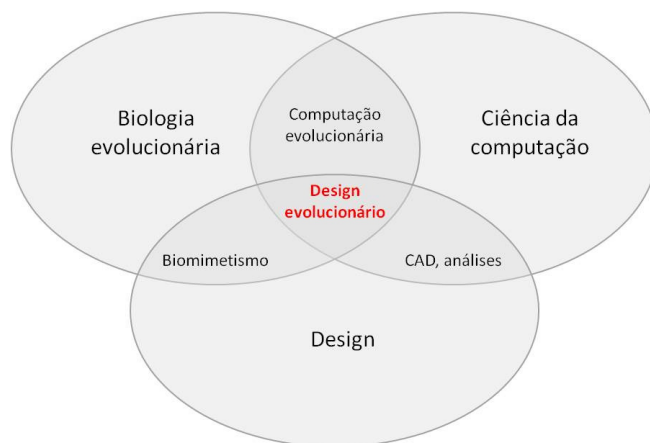 Biologia
evolucionária
Computação
evolucionária
Ciência da
computação
Design
evolucionário
Biomimetismo
CAD, análises
Design